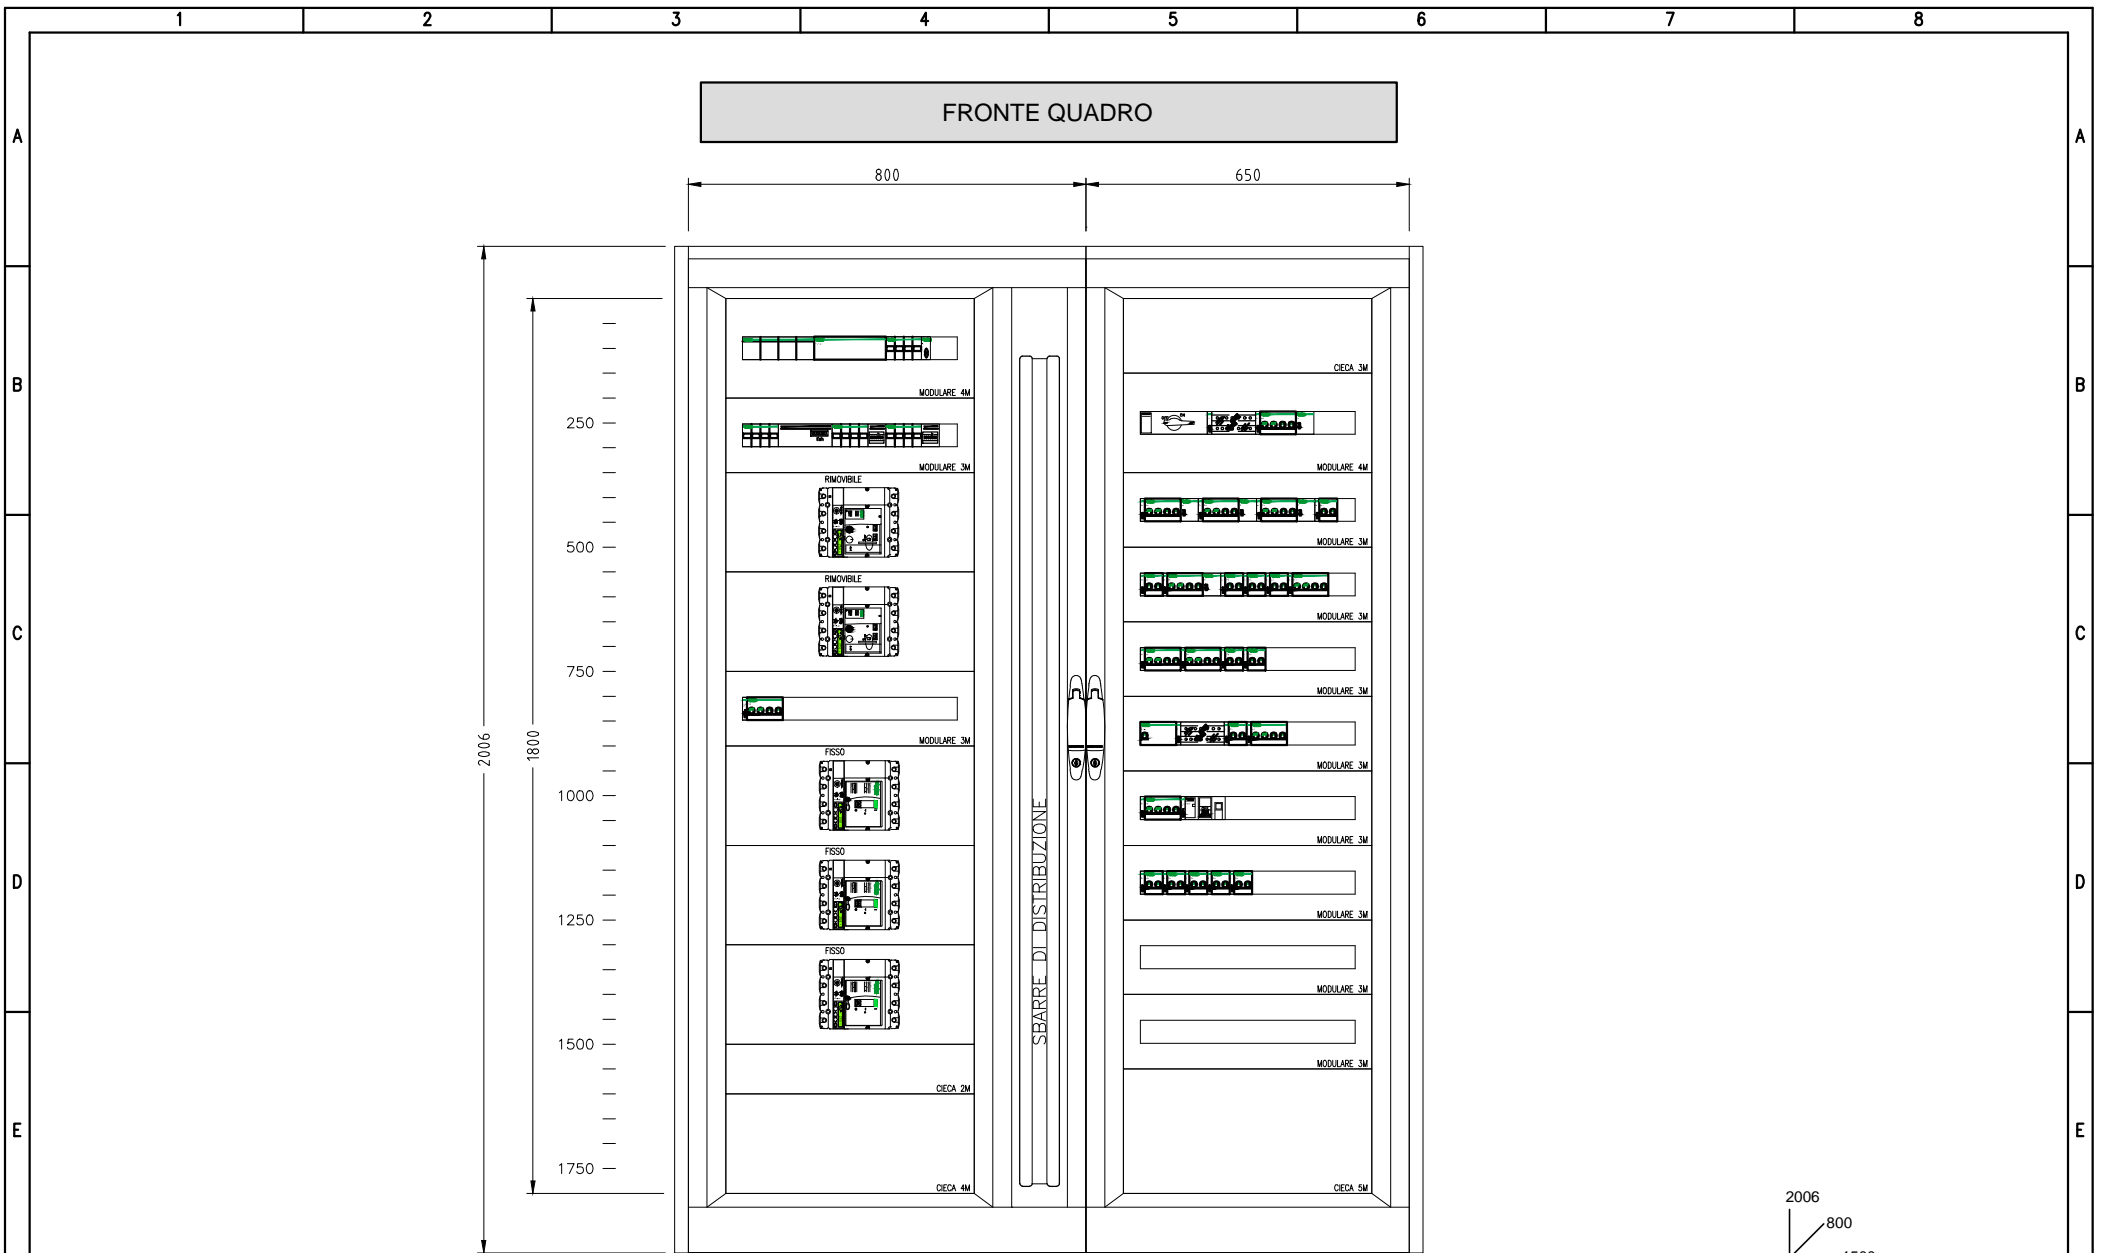 1 2 3 4 5 6 7 8
FRONTE QUADRO
A A
800 650
B B
CIECA 3M
MODULARE 4M
250
MODULARE 3M
MODULARE 4M
RIMOVIBILE
500
MODULARE 3M
RIMOVIBILE
C C
MODULARE 3M
750
MODULARE 3M
MODULARE 3M
2006
1800
FISSO
MODULARE 3M
1000
SBARRE DI DISTRIBUZIONE
MODULARE 3M
FISSO
D D
1250
MODULARE 3M
FISSO
MODULARE 3M
1500
MODULARE 3M
CIECA 2M
E E
1750
CIECA 4M
CIECA 5M
2006
800